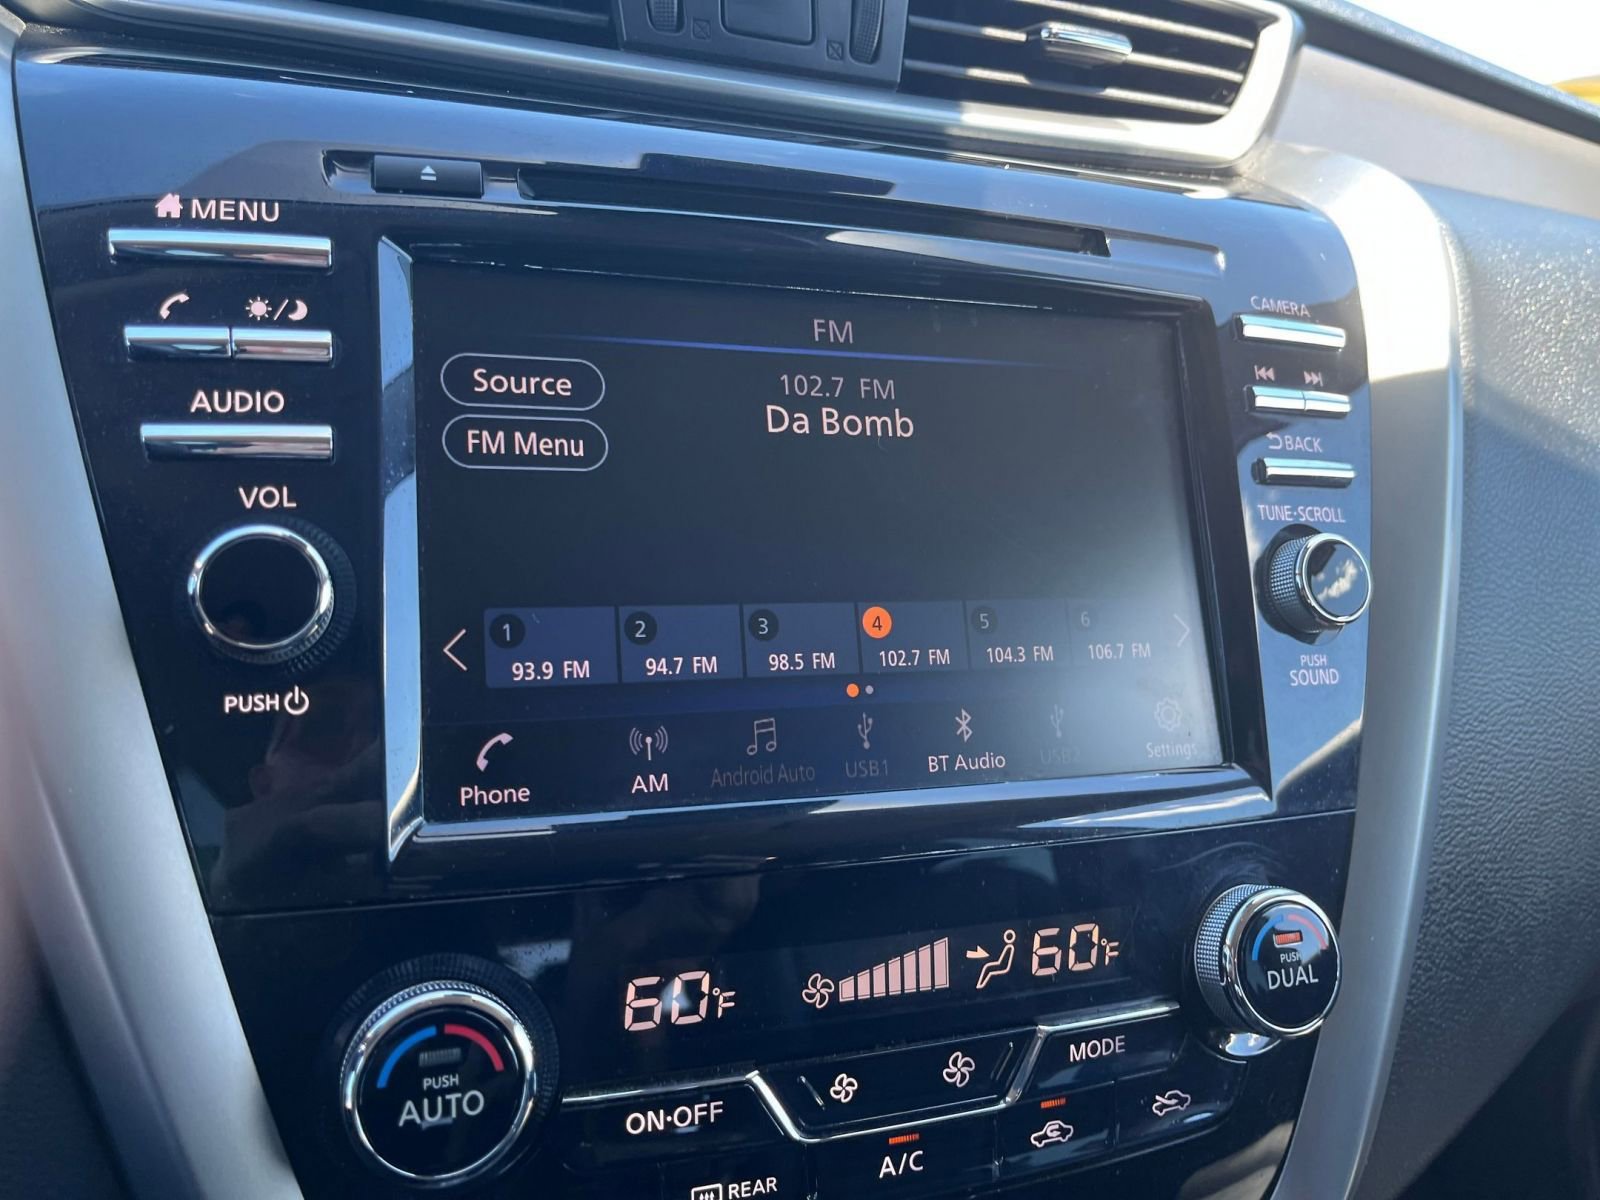 MENU
AUDIO
VOL
PUSH
FM
Source
102.7 FM
Da Bomb
FM Menu
1 2 3 4 5 6
93.9 FM 94.7 FM 98.5 FM 102.7 FM 104.3 FM 106.7 FM
Phone AM Android Auto USB1 BT Audio USB2 Settings
CAMERA
BACK
TUNE·SCROLL
PUSH
SOUND
60°F 60°F
PUSH
AUTO
PUSH
DUAL
ON·OFF
MODE
A/C
REAR